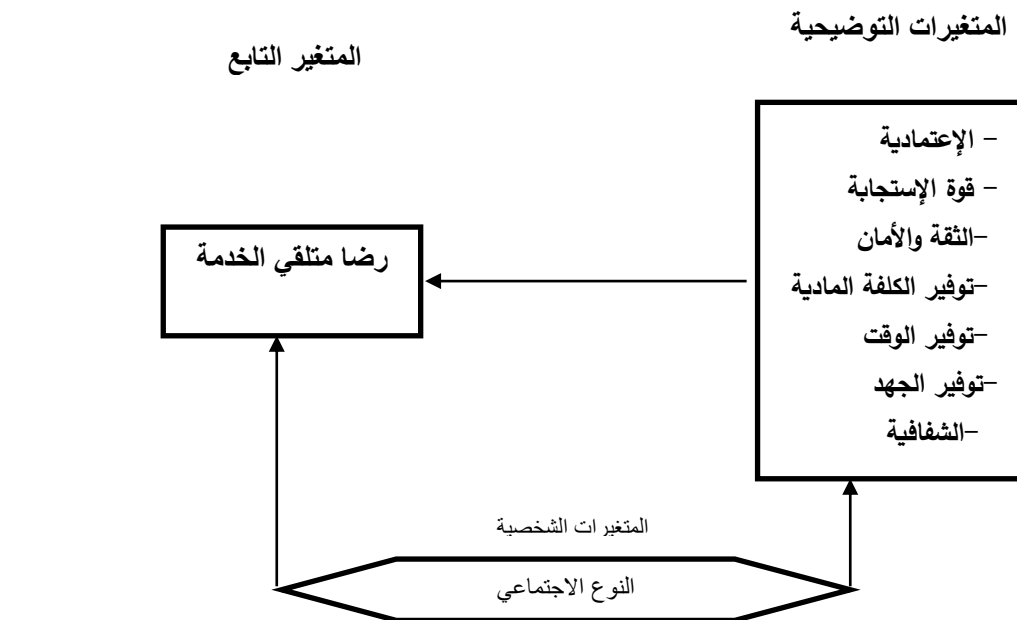 المتغيرات التوضيحية
المتغير التابع
– الإعتمادية
– قوة الإستجابة
–الثقة والأمان
–توفير الكلفة المادية
–توفير الوقت
–توفير الجهد
–الشفافية
رضا متلقي الخدمة
المتغيرات الشخصية
النوع الاجتماعي